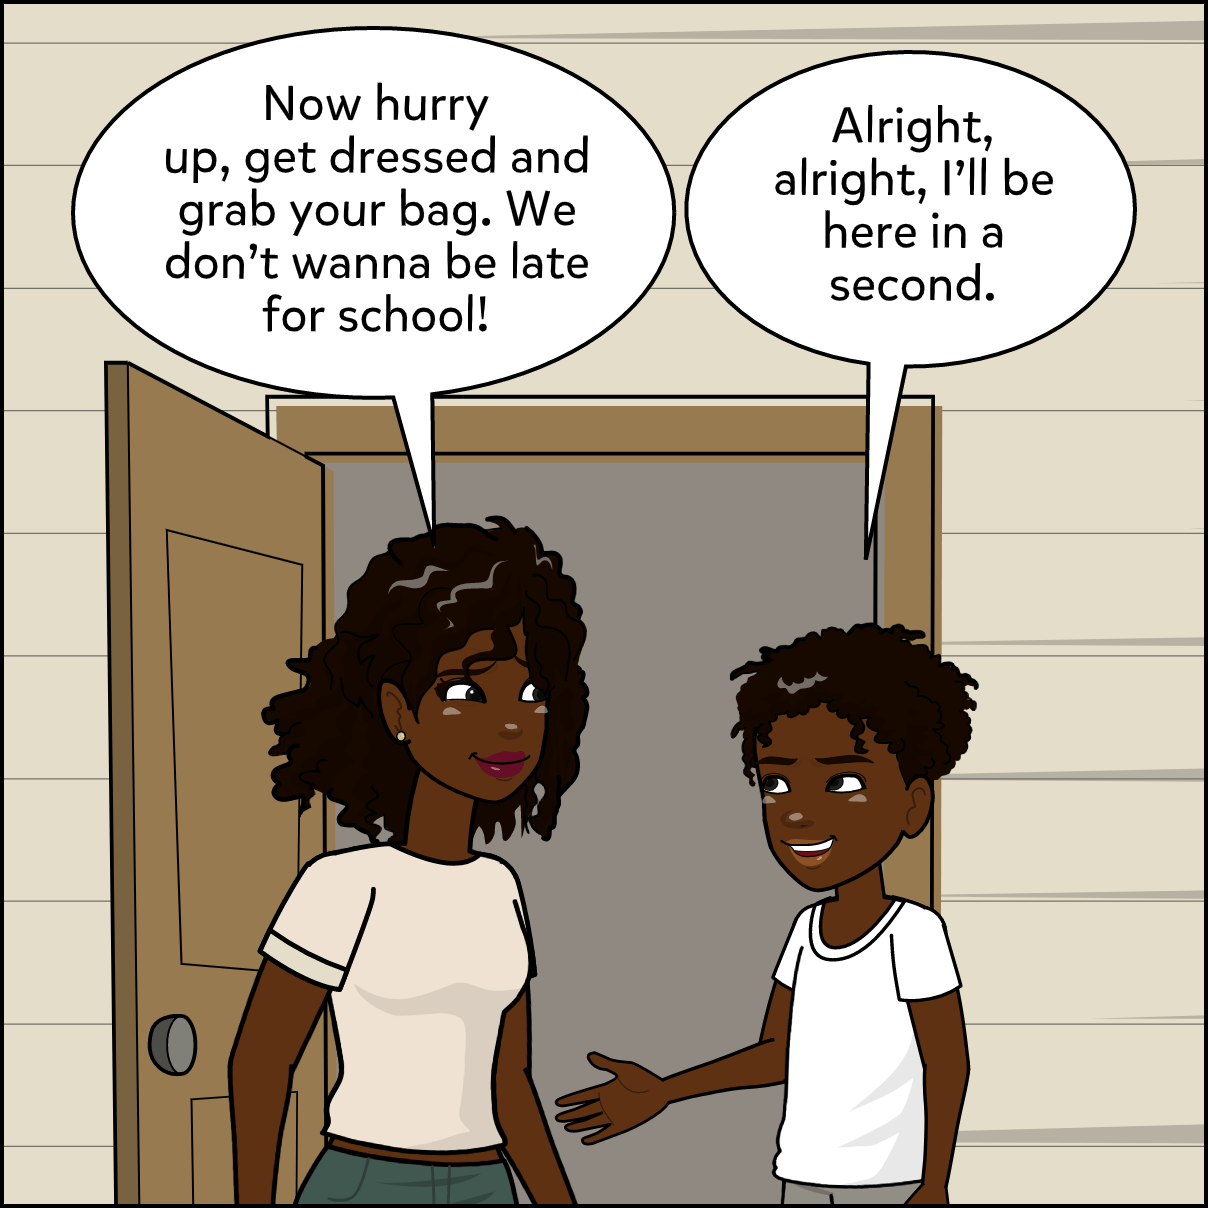 Now hurry
up, get dressed and
grab your bag. We
don't wanna be late
for school!
Alright,
alright, I'll be
here in a
second.